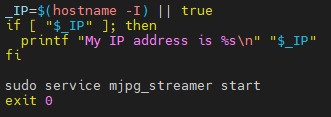 _IP=$(hostname -I) || true
if [ "$_IP" ]; then
  printf "My IP address is %s\n" "$_IP"
fi

sudo service mjpg_streamer start
exit 0